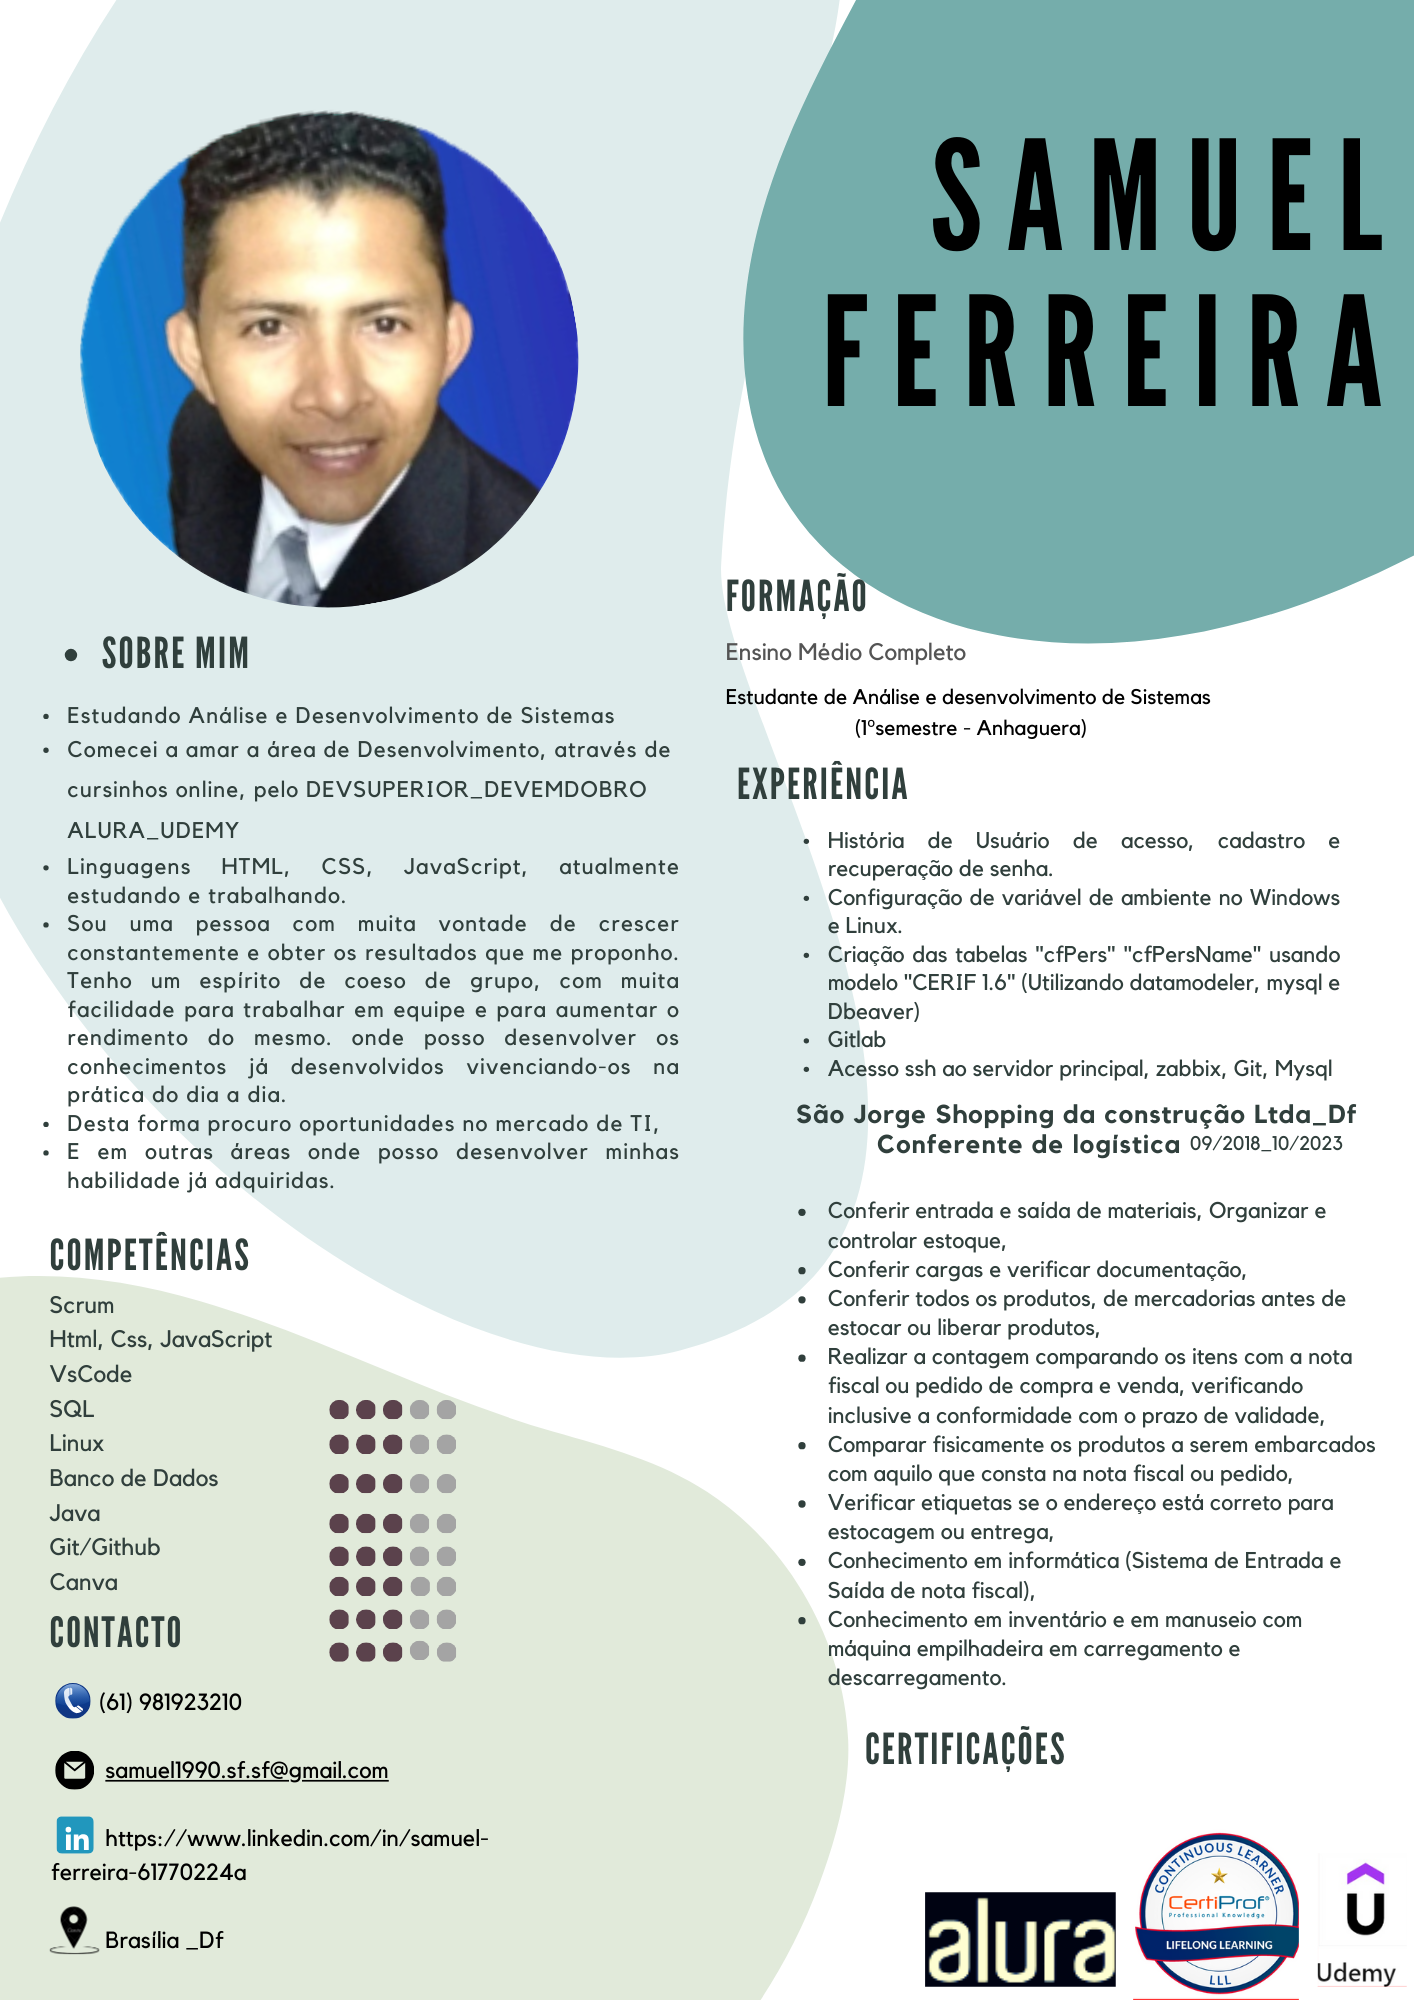 SAMUEL
FERREIRA
SOBRE MIM
Estudando Análise e Desenvolvimento de Sistemas
Comecei a amar a área de Desenvolvimento, através de
cursinhos online, pelo DEVSUPERIOR_DEVEMDOBRO
ALURA_UDEMY
Linguagens HTML, CSS, JavaScript, atualmente
estudando e trabalhando.
Sou uma pessoa com muita vontade de crescer
constantemente e obter os resultados que me proponho.
Tenho um espírito de coeso de grupo, com muita
facilidade para trabalhar em equipe e para aumentar o
rendimento do mesmo. onde posso desenvolver os
conhecimentos já desenvolvidos vivenciando-os na
prática do dia a dia.
Desta forma procuro oportunidades no mercado de TI,
E em outras áreas onde posso desenvolver minhas
habilidade já adquiridas.
COMPETÊNCIAS
Scrum
Html, Css, JavaScript
VsCode
SQL
Linux
Banco de Dados
Java
Git/Github
Canva
CONTACTO
(61) 981923210
samuel1990.sf.sf@gmail.com
in
https://www.linkedin.com/in/samuel-
ferreira-61770224a
Brasília _Df
FORMAÇÃO
Ensino Médio Completo
Estudante de Análise e desenvolvimento de Sistemas
(1ºsemestre - Anhaguera)
EXPERIÊNCIA
História de Usuário de acesso, cadastro e
recuperação de senha.
Configuração de variável de ambiente no Windows
e Linux.
Criação das tabelas "cfPers" "cfPersName" usando
modelo "CERIF 1.6" (Utilizando datamodeler, mysql e
Dbeaver)
Gitlab
Acesso ssh ao servidor principal, zabbix, Git, Mysql
São Jorge Shopping da construção Ltda_Df
Conferente de logística 09/2018_10/2023
Conferir entrada e saída de materiais, Organizar e
controlar estoque,
Conferir cargas e verificar documentação,
Conferir todos os produtos, de mercadorias antes de
estocar ou liberar produtos,
Realizar a contagem comparando os itens com a nota
fiscal ou pedido de compra e venda, verificando
inclusive a conformidade com o prazo de validade,
Comparar fisicamente os produtos a serem embarcados
com aquilo que consta na nota fiscal ou pedido,
Verificar etiquetas se o endereço está correto para
estocagem ou entrega,
Conhecimento em informática (Sistema de Entrada e
Saída de nota fiscal),
Conhecimento em inventário e em manuseio com
máquina empilhadeira em carregamento e
descarregamento.
CERTIFICAÇÕES
alura
CONTINUOUS LEARNER
CertiProf®
Professional Knowledge
LIFELONG LEARNING
LLL
Udemy